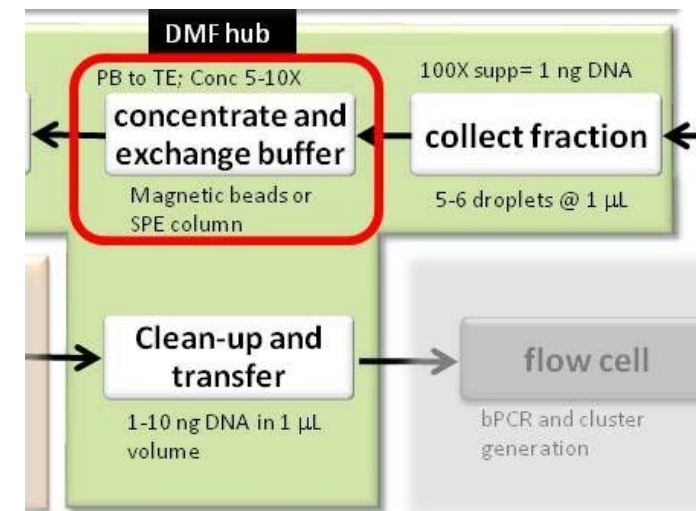 DMF hub
PB to TE; Conc 5-10X
concentrate and
exchange buffer
Magnetic beads or
SPE column
100X supp= 1 ng DNA
collect fraction
5-6 droplets @ 1 μL
Clean-up and
transfer
1-10 ng DNA in 1 μL
volume
flow cell
bPCR and cluster
generation